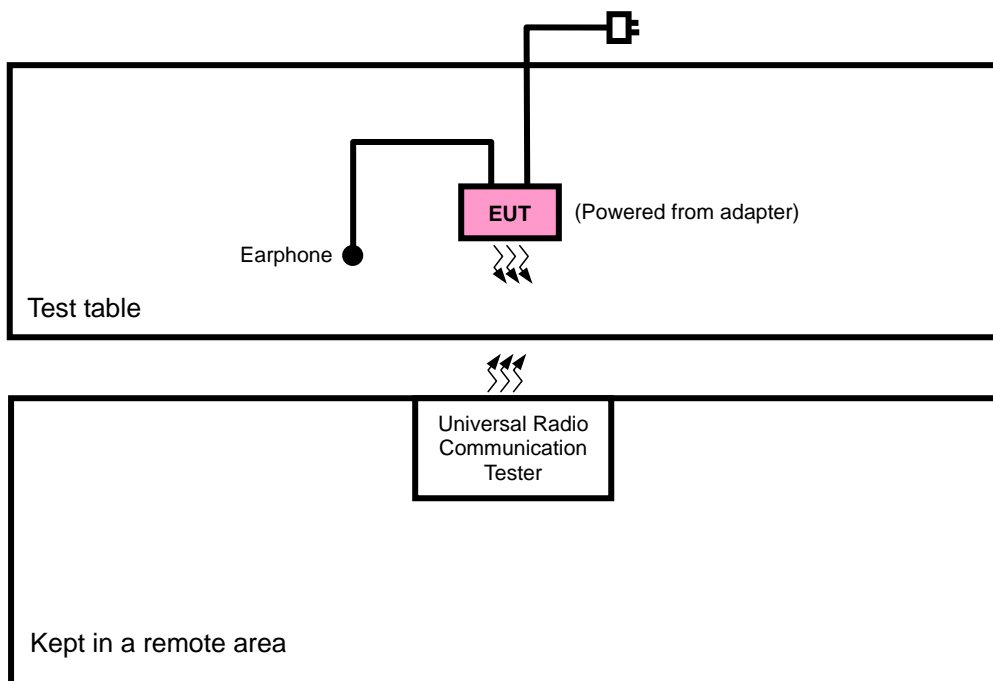 EUT
(Powered from adapter)
Earphone
Test table
Universal Radio
Communication
Tester
Kept in a remote area